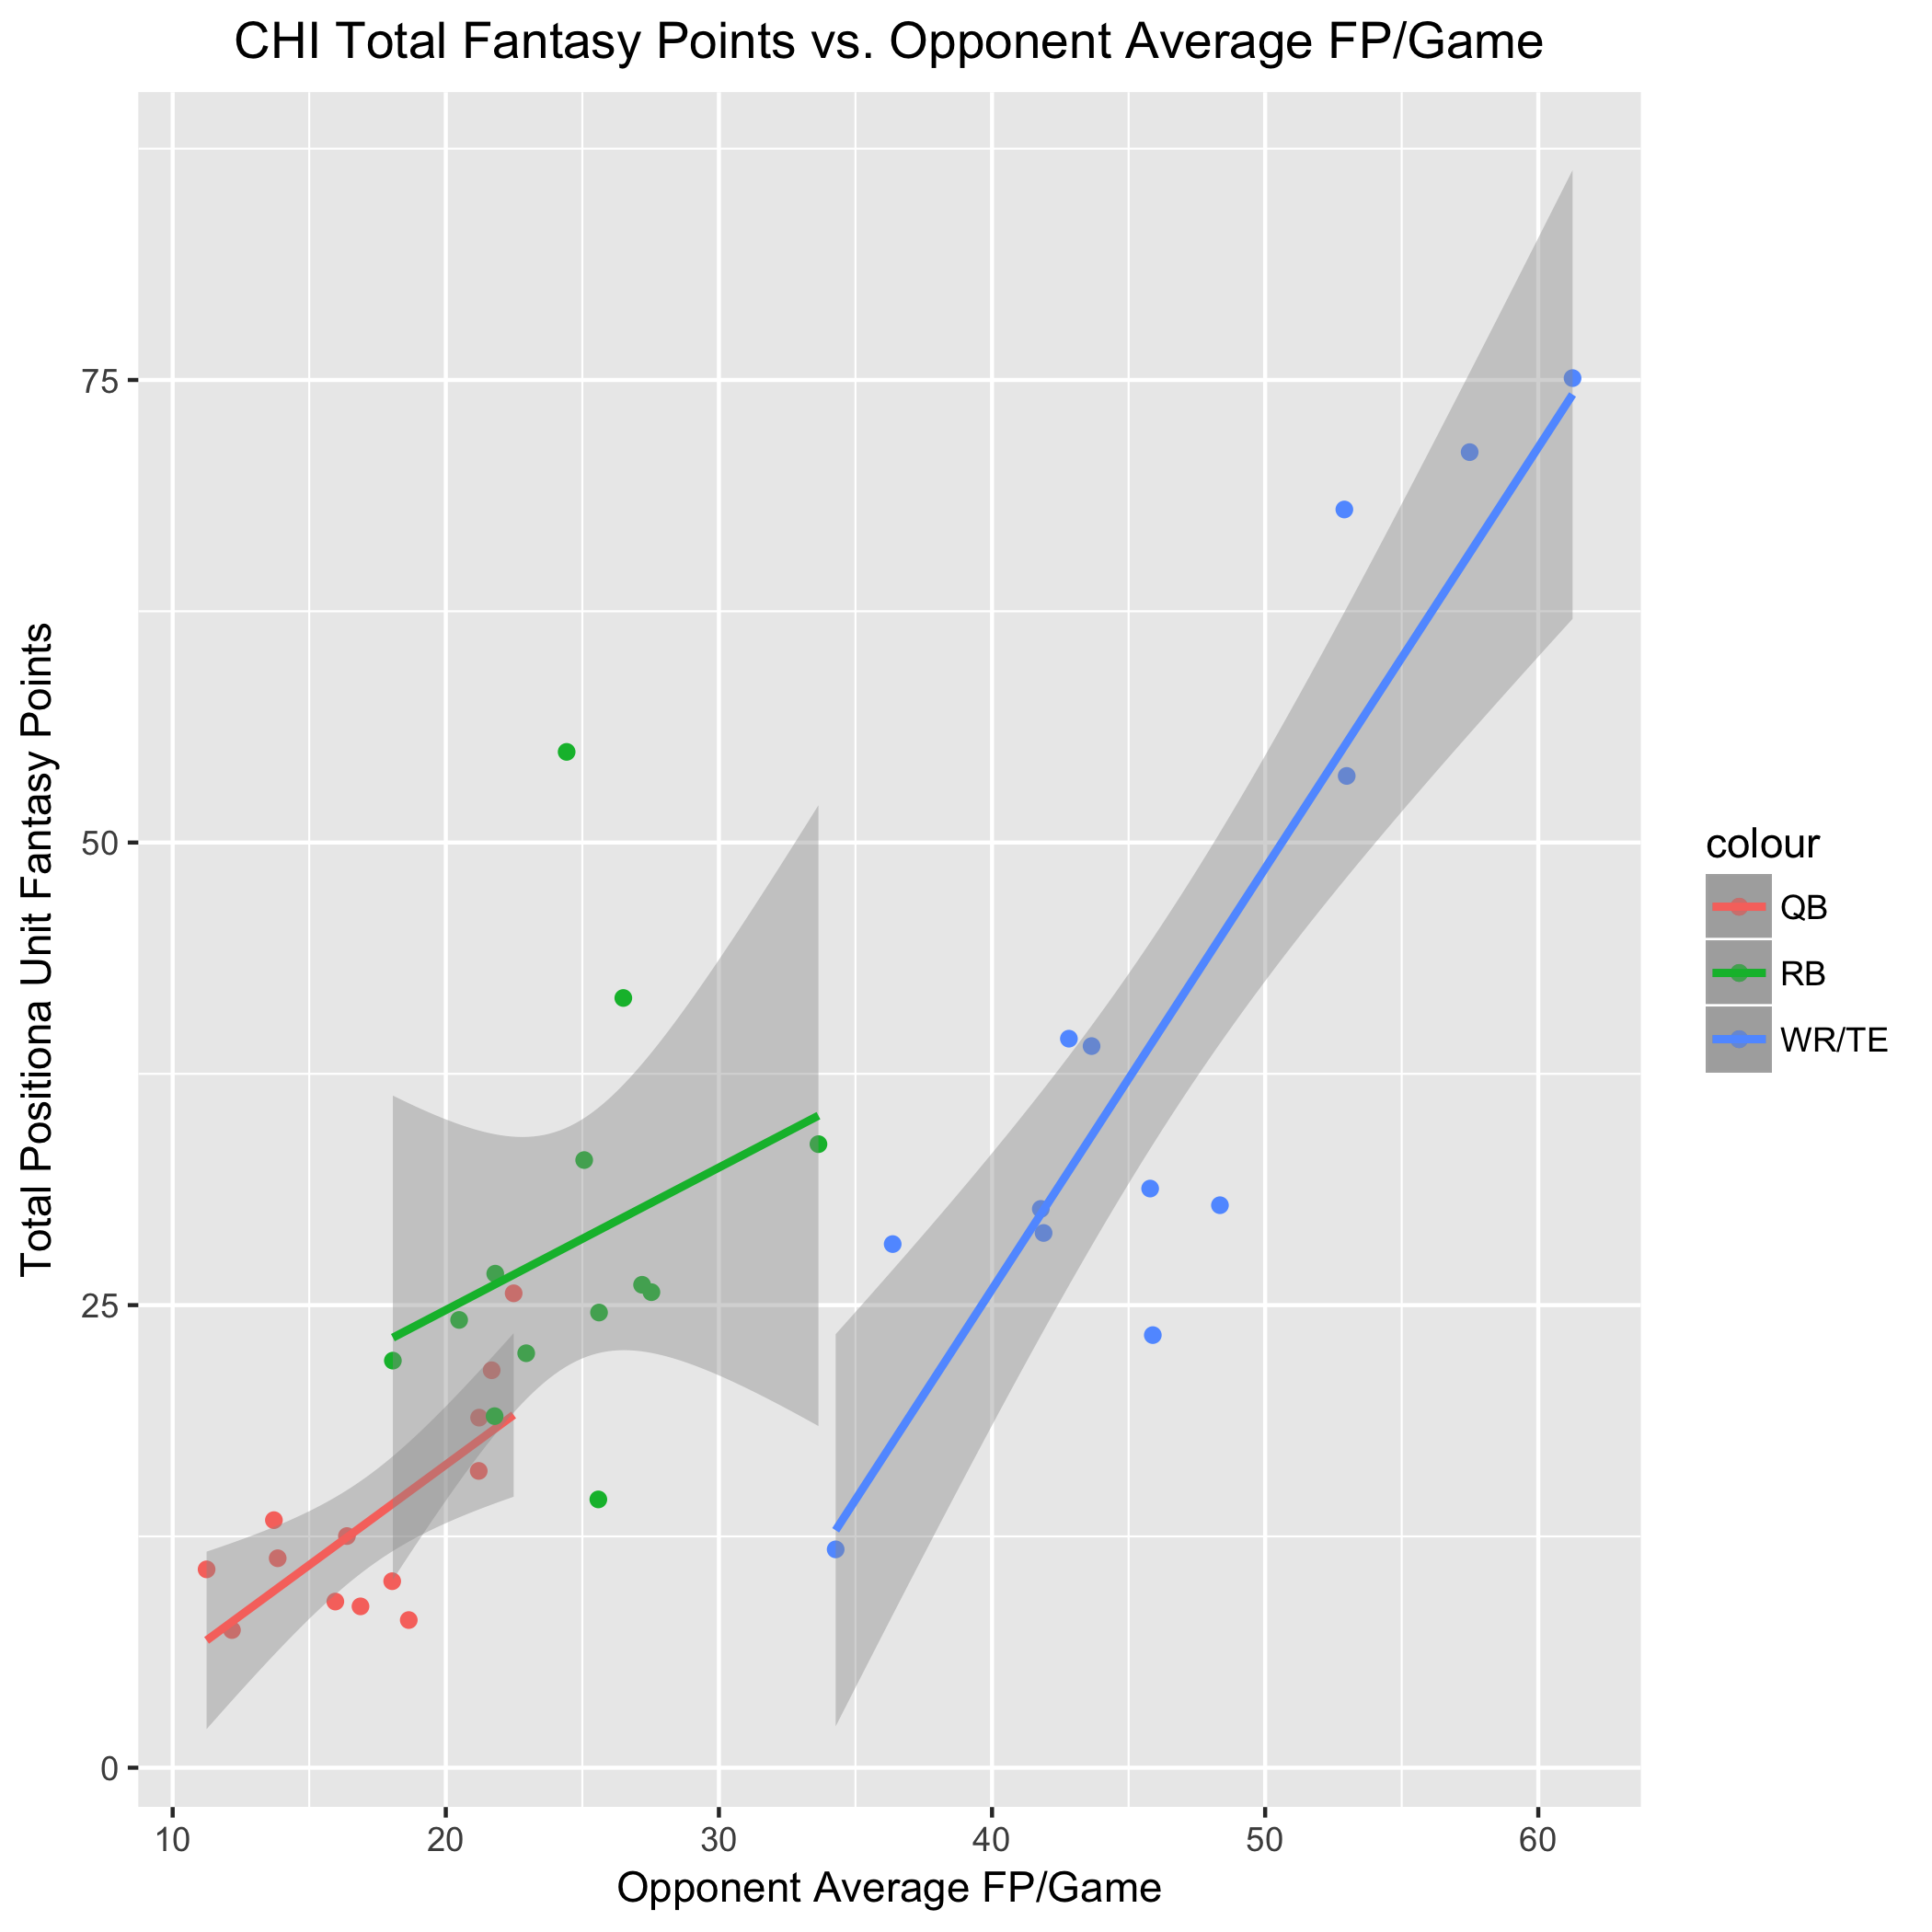 CHI Total Fantasy Points vs. Opponent Average FP/Game
Total Positiona Unit Fantasy Points
75
50
25
0
10 20 30 40 50 60
Opponent Average FP/Game
colour
QB
RB
WR/TE